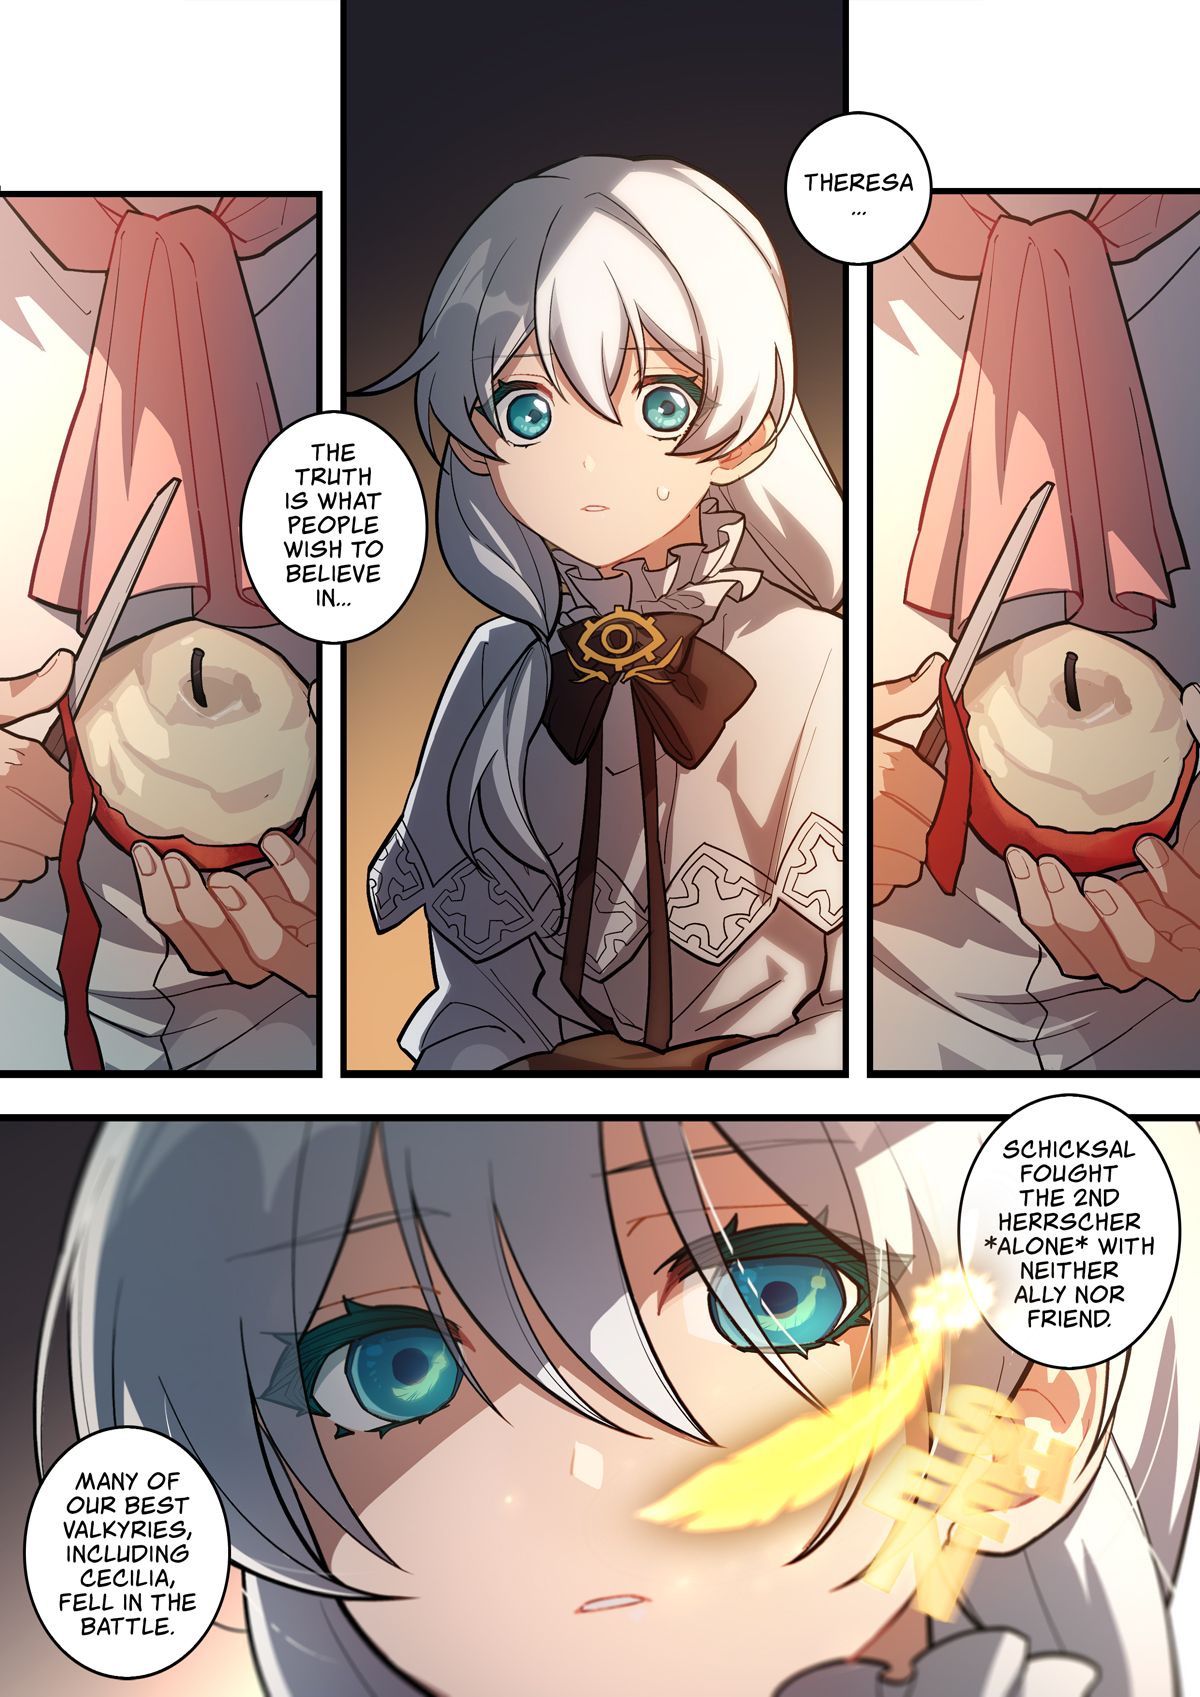 THERESA
...
THE
TRUTH
IS WHAT
PEOPLE
WISH TO
BELIEVE
IN...
SCHICKSAL
FOUGHT
THE 2ND
HERRSCHER
*ALONE* WITH
NEITHER
ALLY NOR
FRIEND.
MANY OF
OUR BEST
VALKYRIES,
INCLUDING
CECILIA,
FELL IN THE
BATTLE.